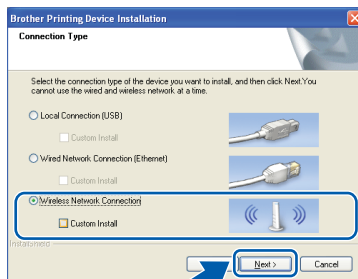 Brother Printing Device Installation
Connection Type
Select the connection type of the device you want to install, and then click Next.You
cannot use the wired and wireless network at a time.
Local Connection (USB)
Custom Install
Wired Network Connection (Ethernet)
Custom Install
Wireless Network Connection
Custom Install
InstallShield
Next >
Cancel